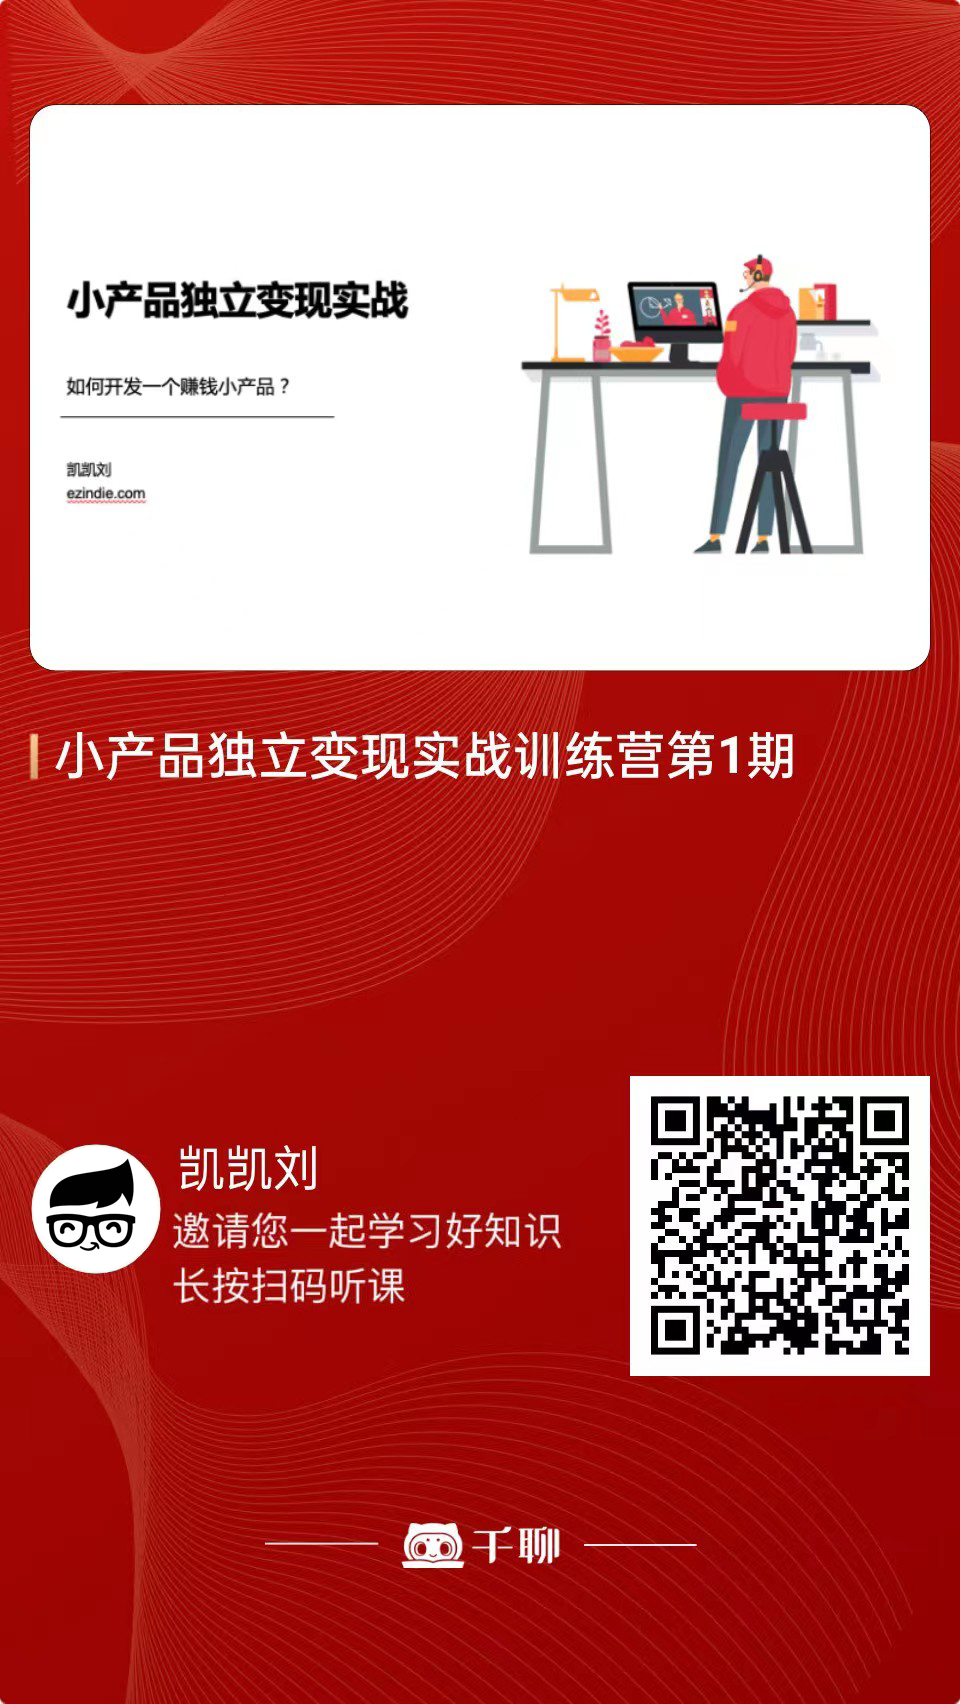 小产品独立变现实战
如何开发一个赚钱小产品？
凯凯刘
ezindie.com
小产品独立变现实战训练营第1期
凯凯刘
邀请您一起学习好知识
长按扫码听课
千聊